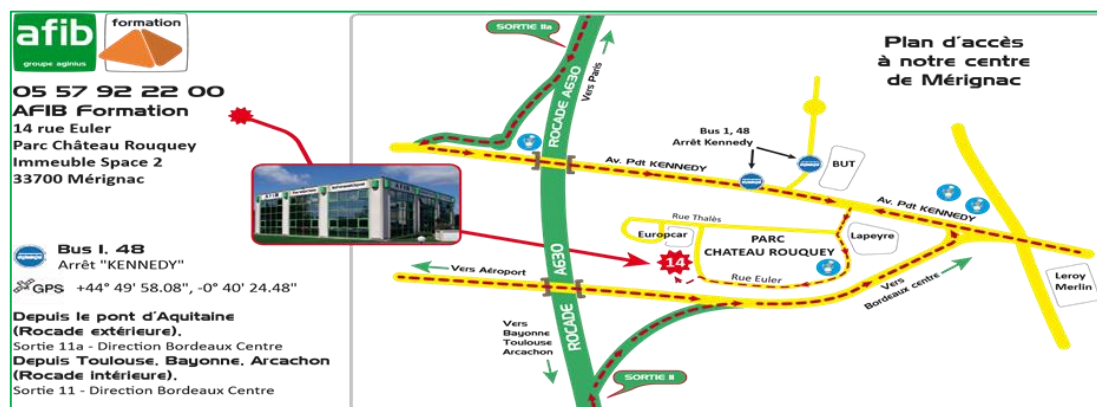 afib
groupe aginius
formation
05 57 92 22 00
AFIB Formation
14 rue Euler
Parc Château Rouquey
Immeuble Space 2
33700 Mérignac
Bus 1. 48
Arrêt "KENNEDY"
GPS +44° 49' 58.08", -0° 40' 24.48"
Depuis le pont d'Aquitaine
(Rocade extérieure),
Sortie 11a - Direction Bordeaux Centre
Depuis Toulouse, Bayonne, Arcachon
(Rocade intérieure),
Sortie 11 - Direction Bordeaux Centre
Plan d'accès
à notre centre
de Mérignac
SORTIE 11a
ROCADE A630
Vers Paris
Bus 1, 48
Arrêt Kennedy
BUT
Av. Pdt KENNEDY
Av. Pdt KENNEDY
Rue Thalès
Europcar
PARC
CHATEAU ROUQUEY
Lapeyre
14
Rue Euler
Vers Aéroport
Vers
Bordeaux centre
Leroy
Merlin
ROCADE A630
Vers
Bayonne
Toulouse
Arcachon
SORTIE 11
AFIB